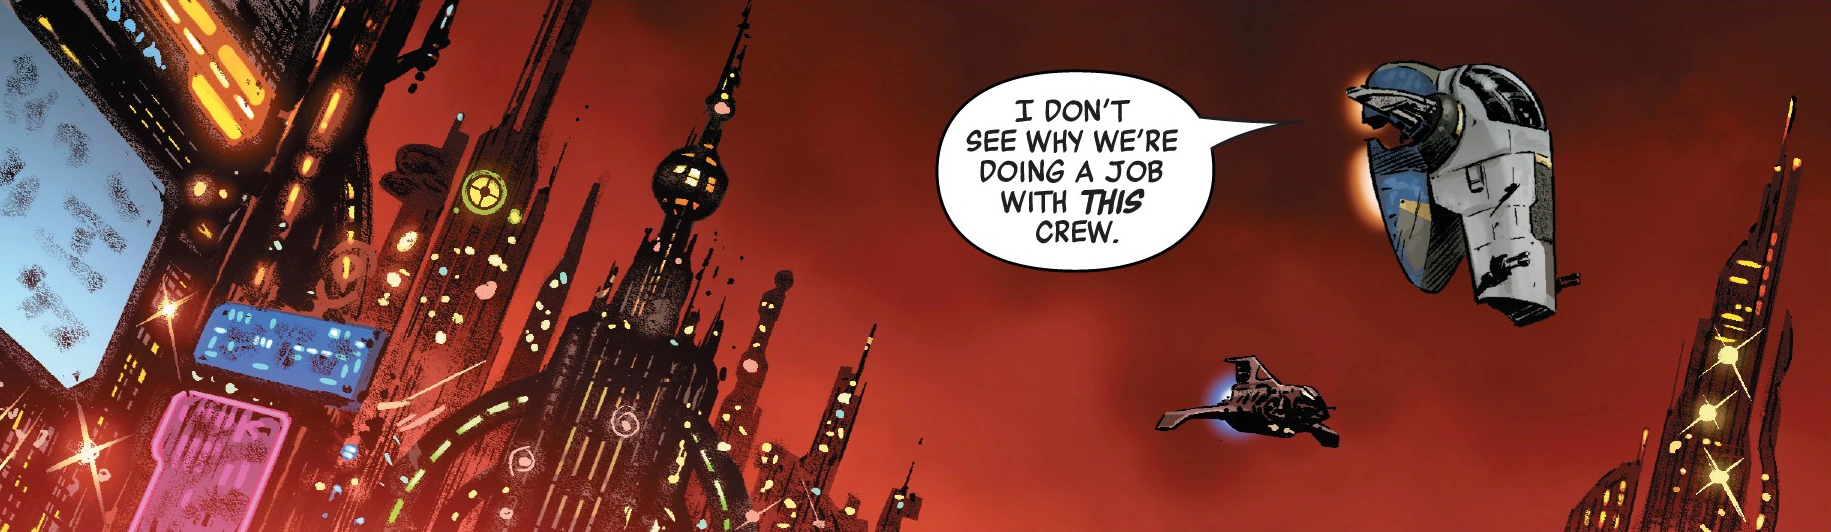 I DON'T
SEE WHY WE'RE
DOING A JOB
WITH THIS
CREW.